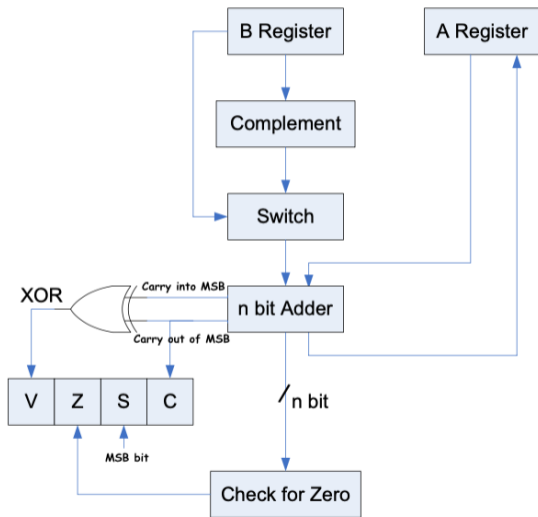 B Register
A Register
Complement
Switch
Carry into MSB
XOR
n bit Adder
Carry out of MSB
V Z S C
n bit
MSB bit
Check for Zero